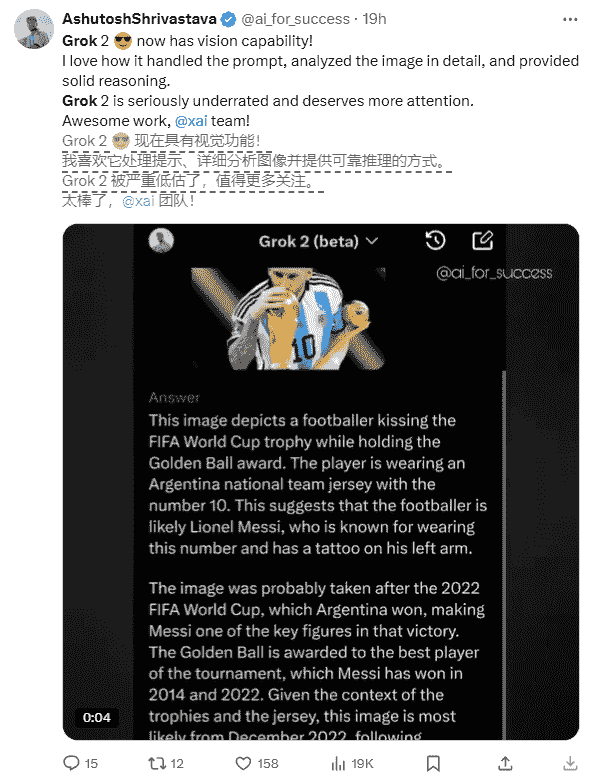 AshutoshShrivastava @ai_for_success · 19h
Grok 2 😎 now has vision capability!
I love how it handled the prompt, analyzed the image in detail, and provided
solid reasoning.
Grok 2 is seriously underrated and deserves more attention.
Awesome work, @xai team!
Grok 2 😎 现在具有视觉功能！
我喜欢它处理提示、详细分析图像并提供可靠推理的方式。
Grok 2 被严重低估了，值得更多关注。
太棒了，@xai 团队！
Grok 2 (beta)
@ai_for_success
10
Answer
This image depicts a footballer kissing the
FIFA World Cup trophy while holding the
Golden Ball award. The player is wearing an
Argentina national team jersey with the
number 10. This suggests that the footballer is
likely Lionel Messi, who is known for wearing
this number and has a tattoo on his left arm.
The image was probably taken after the 2022
FIFA World Cup, which Argentina won, making
Messi one of the key figures in that victory.
The Golden Ball is awarded to the best player
of the tournament, which Messi has won in
2014 and 2022. Given the context of the
trophies and the jersey, this image is most
likely from December 2022, following
0:04
15 12 158 19K